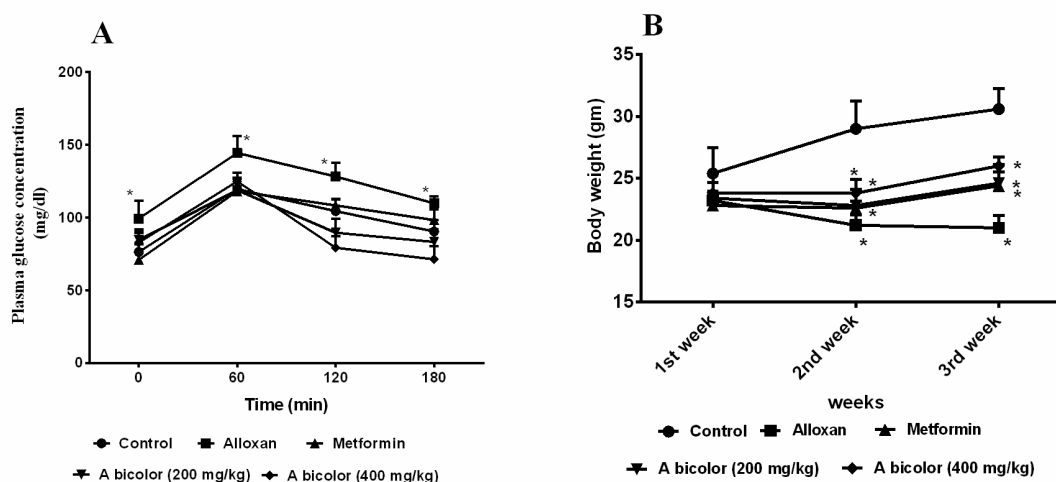 A
Plasma glucose concentration
(mg/dl)
200
150
100
50
0
*
*
*
*
0 60 120 180
Time (min)
Control Alloxan Metformin
A bicolor (200 mg/kg) A bicolor (400 mg/kg)
B
Body weight (gm)
35
30
25
20
15
*
*
*
*
*
*
*
*
1st week 2nd week 3rd week
weeks
Control Alloxan Metformin
A bicolor (200 mg/kg) A bicolor (400 mg/kg)